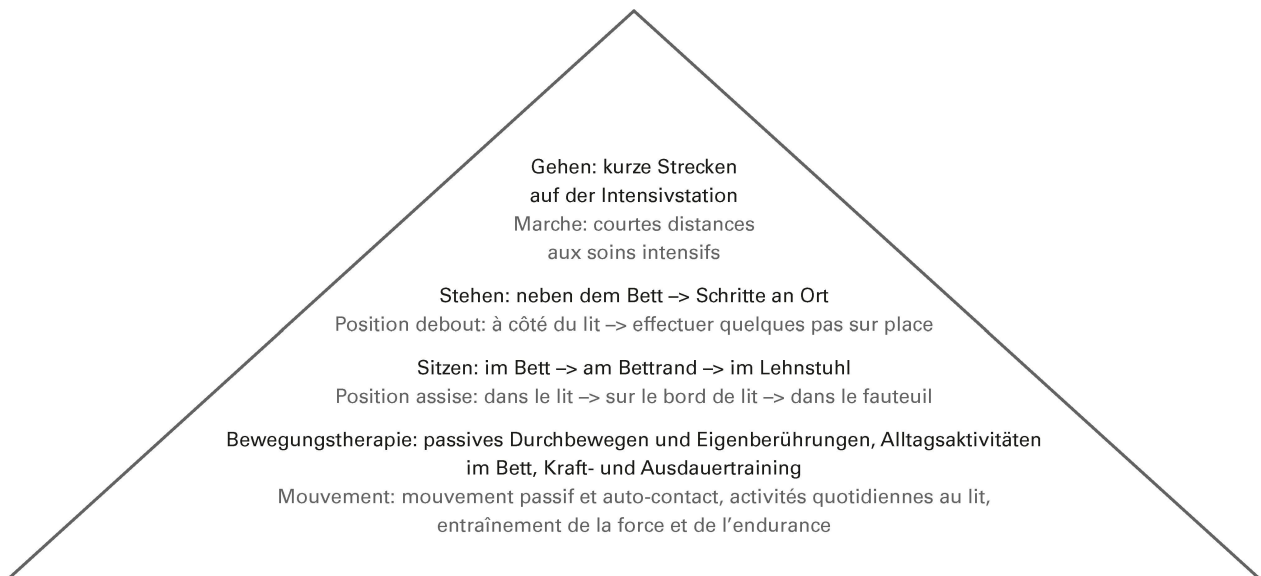 Gehen: kurze Strecken
auf der Intensivstation
Marche: courtes distances
aux soins intensifs
Stehen: neben dem Bett –> Schritte an Ort
Position debout: à côté du lit –> effectuer quelques pas sur place
Sitzen: im Bett –> am Bettrand –> im Lehnstuhl
Position assise: dans le lit –> sur le bord de lit –> dans le fauteuil
Bewegungstherapie: passives Durchbewegen und Eigenberührungen, Alltagsaktivitäten
im Bett, Kraft- und Ausdauertraining
Mouvement: mouvement passif et auto-contact, activités quotidiennes au lit,
entraînement de la force et de l’endurance